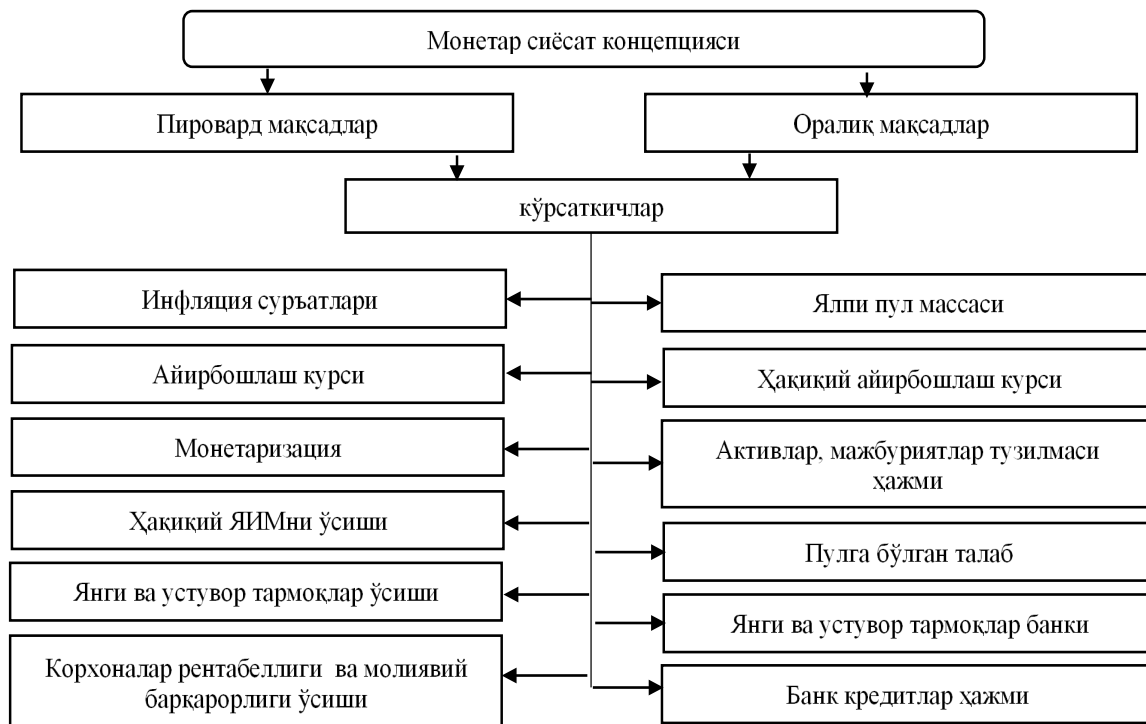 Монетар сиёсат концепцияси
Пировард мақсадлар
Оралиқ мақсадлар
кўрсаткичлар
Инфляция суръатлари
Ялпи пул массаси
Айирбошлаш курси
Ҳақиқий айирбошлаш курси
Монетаризация
Активлар, мажбуриятлар тузилмаси
ҳажми
Ҳақиқий ЯИМни ўсиши
Пулга бўлган талаб
Янги ва устувор тармоқлар ўсиши
Янги ва устувор тармоқлар банки
Корхоналар рентабеллиги ва молиявий
барқарорлиги ўсиши
Банк кредитлар ҳажми